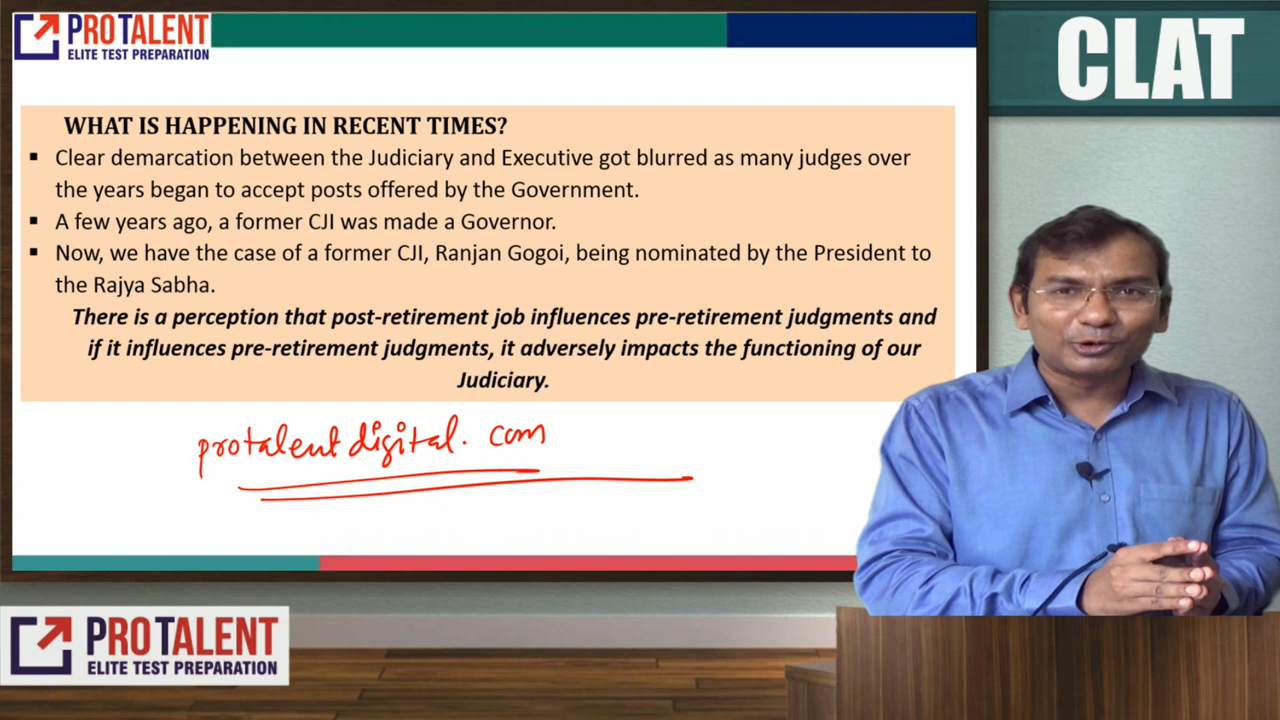 PROTALENT
ELITE TEST PREPARATION
CLAT
WHAT IS HAPPENING IN RECENT TIMES?
▪ Clear demarcation between the Judiciary and Executive got blurred as many judges over
the years began to accept posts offered by the Government.
▪ A few years ago, a former CJI was made a Governor.
▪ Now, we have the case of a former CJI, Ranjan Gogoi, being nominated by the President to
the Rajya Sabha.
There is a perception that post-retirement job influences pre-retirement judgments and
if it influences pre-retirement judgments, it adversely impacts the functioning of our
Judiciary.
protalentdigital. com
PROTALENT
ELITE TEST PREPARATION